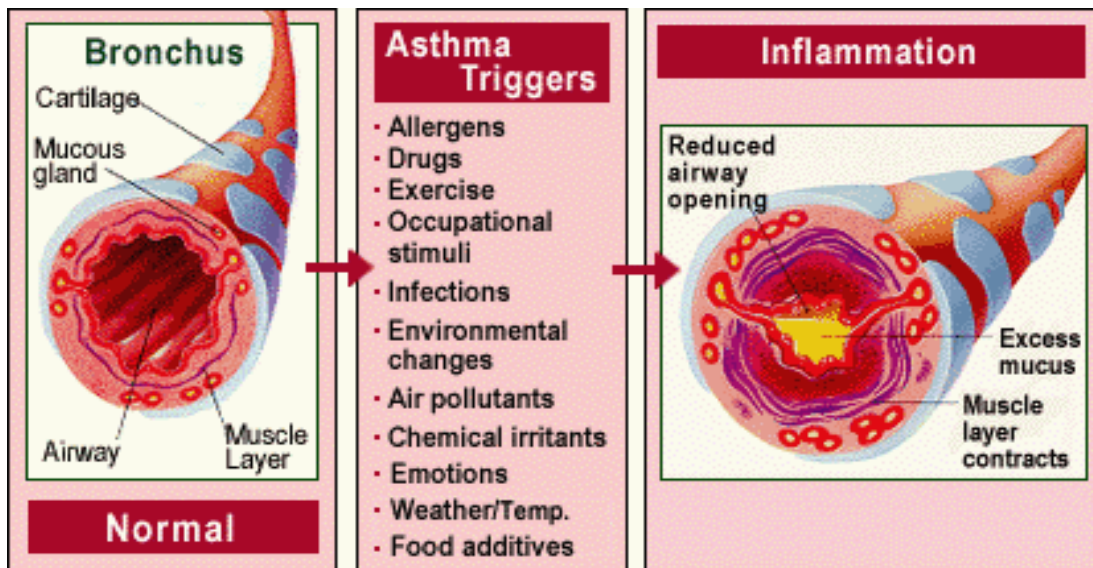 Bronchus
Cartilage
Mucous
gland
Airway
Muscle
Layer
Normal
Asthma
Triggers
· Allergens
· Drugs
· Exercise
· Occupational
stimuli
· Infections
· Environmental
changes
· Air pollutants
· Chemical irritants
· Emotions
· Weather/Temp.
· Food additives
Inflammation
Reduced
airway
opening
Excess
mucus
Muscle
layer
contracts